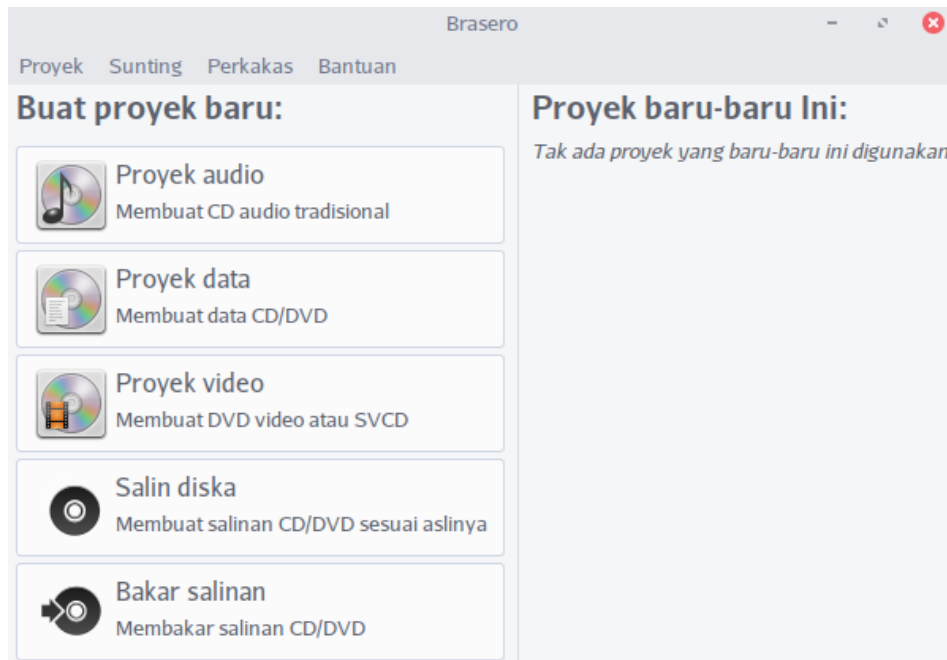 Brasero
Proyek Sunting Perkakas Bantuan
Buat proyek baru:
Proyek audio
Membuat CD audio tradisional
Proyek data
Membuat data CD/DVD
Proyek video
Membuat DVD video atau SVCD
Salin diska
Membuat salinan CD/DVD sesuai aslinya
Bakar salinan
Membakar salinan CD/DVD
Proyek baru-baru Ini:
Tak ada proyek yang baru-baru ini digunakan